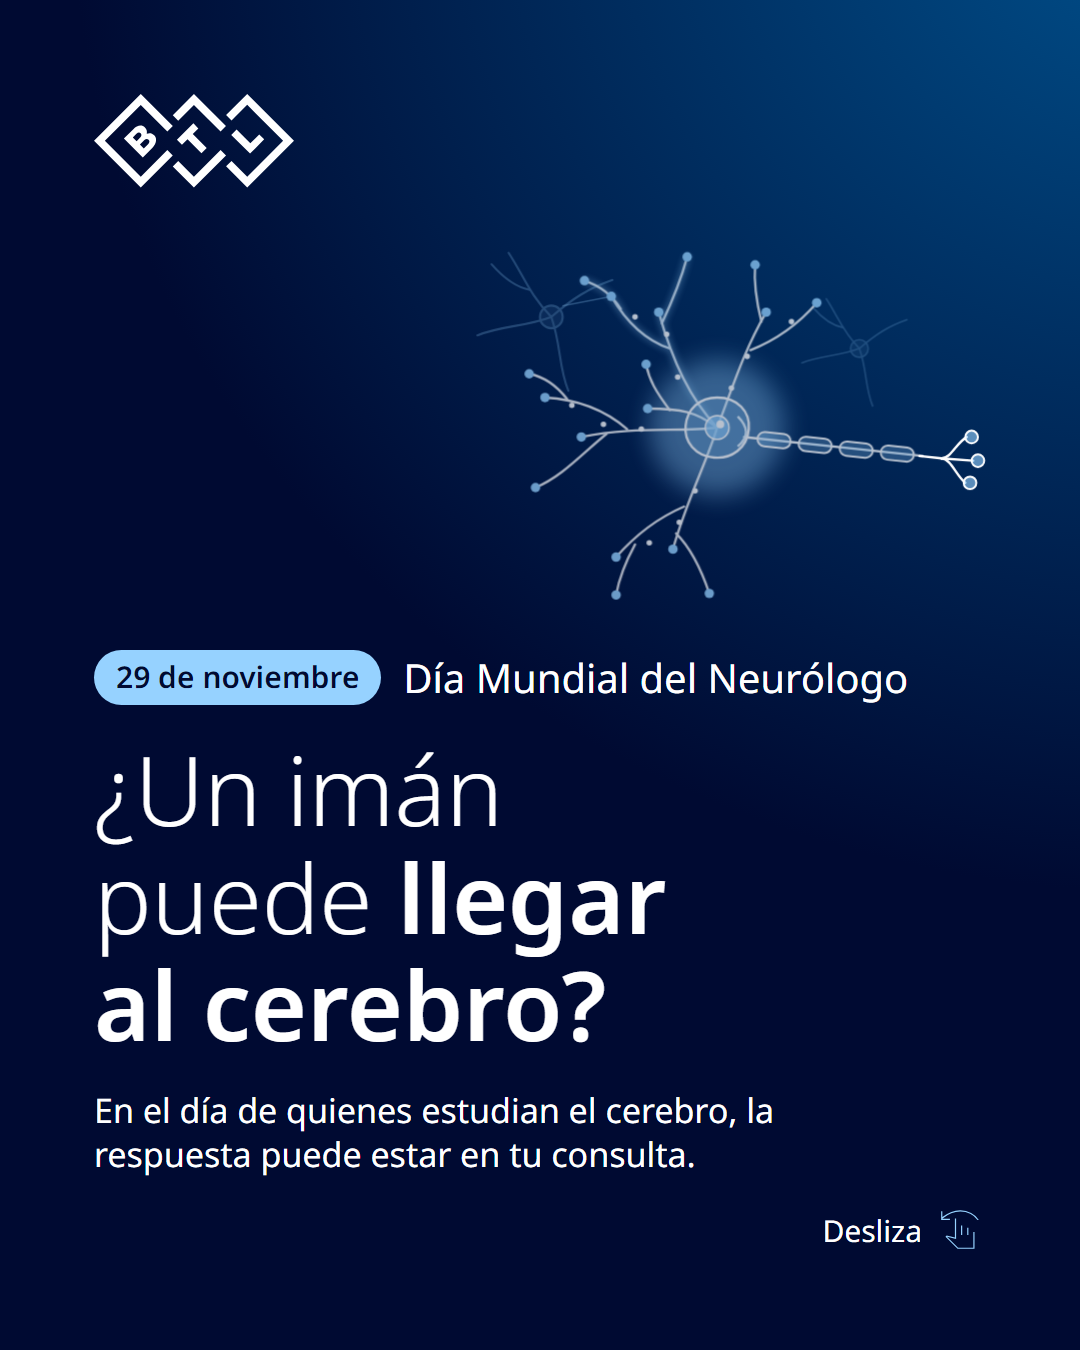 BTL
29 de noviembre Día Mundial del Neurólogo
¿Un imán
puede llegar
al cerebro?
En el día de quienes estudian el cerebro, la
respuesta puede estar en tu consulta.
Desliza